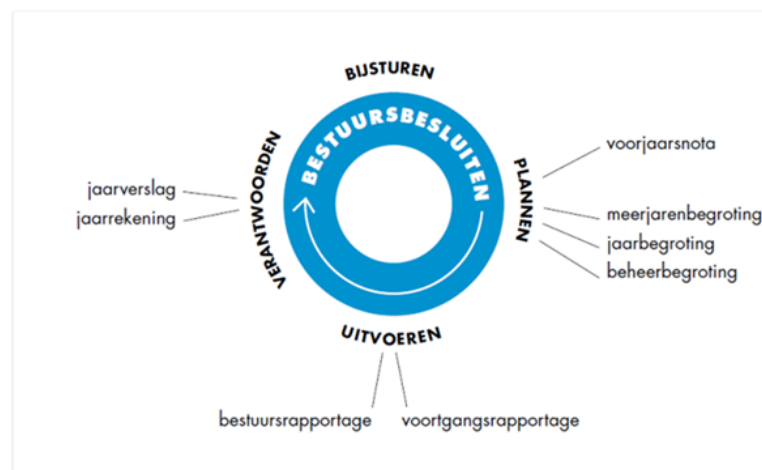 BIJSTUREN
BESTUURSBESLUITEN
PLANNEN
voorjaarsnota
meerjarenbegroting
jaarbegroting
beheerbegroting
VERANTWOORDEN
jaarverslag
jaarrekening
UITVOEREN
bestuursrapportage
voortgangsrapportage